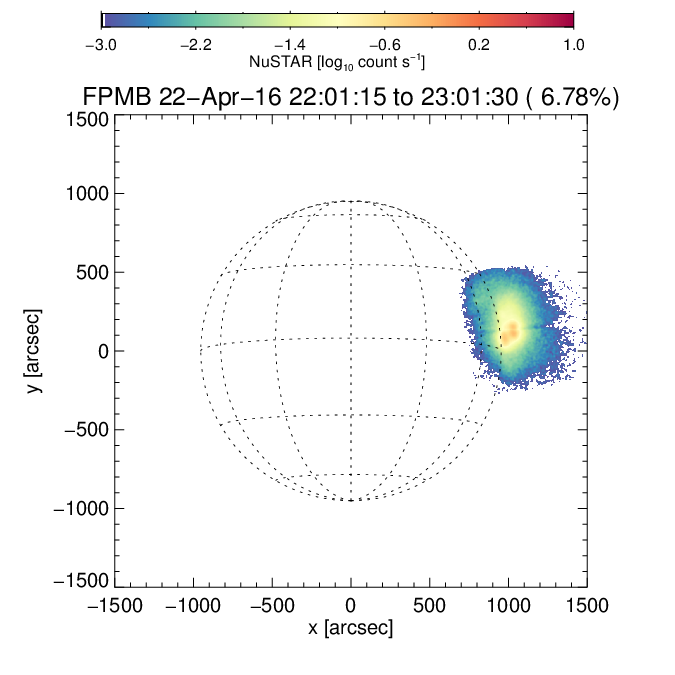 −3.0 −2.2 −1.4 −0.6 0.2 1.0
NuSTAR [log₁₀ count s⁻¹]
FPMB 22−Apr−16 22:01:15 to 23:01:30 ( 6.78%)
1500
1000
500
0
−500
−1000
−1500
y [arcsec]
−1500 −1000 −500 0 500 1000 1500
x [arcsec]